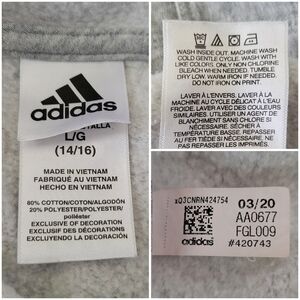 adidas
TALLA
L/G
(14/16)
MADE IN VIETNAM
FABRIQUÉ AU VIETNAM
HECHO EN VIETNAM
80% COTTON/COTON/ALGODÓN
20% POLYESTER/POLYESTER/
poliéster
EXCLUSIVE OF DECORATION
EXCLUSIF DES DÉCORATIONS
EXCLUSIVO DE DECORACIÓN
WASH INSIDE OUT. MACHINE WASH
COLD GENTLE CYCLE. WASH WITH
LIKE COLORS. ONLY NON CHLORINE
BLEACH WHEN NEEDED. TUMBLE
DRY LOW. WARM IRON IF NEEDED.
DO NOT IRON ON PRINT.
LAVER À L'ENVERS. LAVER À LA
MACHINE AU CYCLE DÉLICAT À L'EAU
FROIDE. LAVER AVEC DES COULEURS
SIMILAIRES. UTILISER UN AGENT DE
BLANCHIMENT SANS CHLORE SI
NÉCESSAIRE. SÉCHER À
TEMPÉRATURE BASSE. REPASSER À
CHAUD SI NÉCESSAIRE. NE PAS
REPASSER LES IMPRIMÉS.
xQ3CNRN424754
adidas
03/20
AA0677
FGL009
#420743